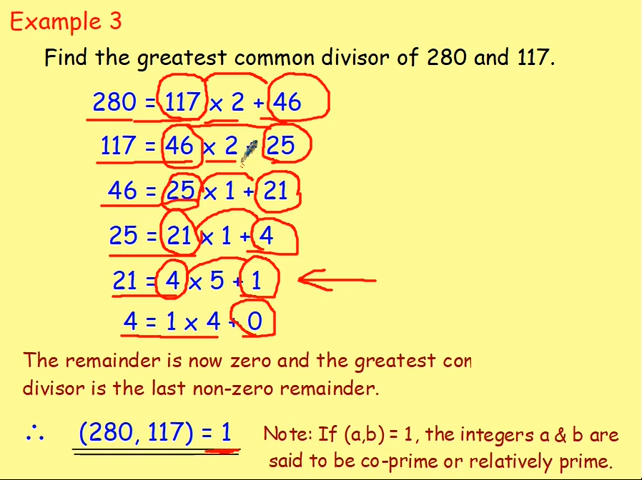 Example 3
Find the greatest common divisor of 280 and 117.
280 = 117 x 2 + 46
117 = 46 x 2 25
46 = 25 x 1 + 21
25 = 21 x 1 + 4
21 = 4 x 5 + 1
4 = 1 x 4 + 0
The remainder is now zero and the greatest com
divisor is the last non-zero remainder.
∴ (280, 117) = 1
Note: If (a,b) = 1, the integers a & b are
said to be co-prime or relatively prime.